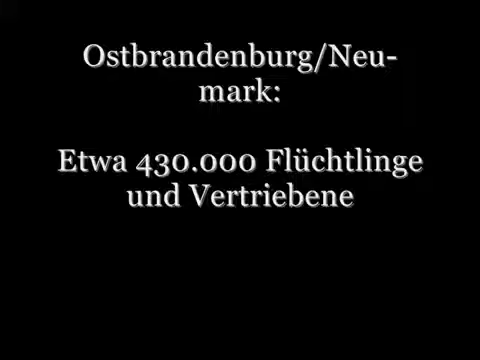 Ostbrandenburg/Neu-
mark:
Etwa 430.000 Flüchtlinge
und Vertriebene